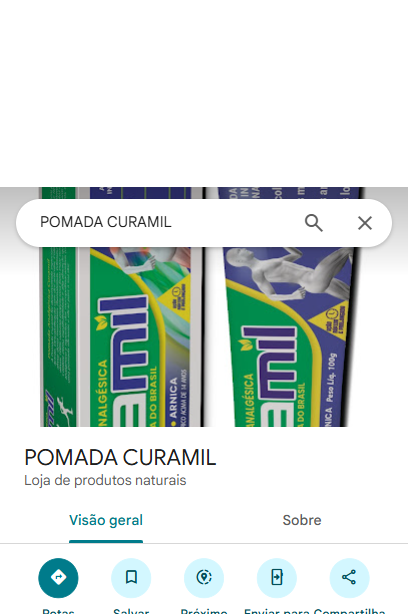 POMADA CURAMIL
amil
ANALGÉSICA
DO BRASIL
ARNICA
amil
ANALGÉSICA
A DO BRASIL
NICA Peso Líq. 100g
POMADA CURAMIL
Loja de produtos naturais
Visão geral
Sobre
Rotas
Salvar
Próximo
Enviar para
Compartilha